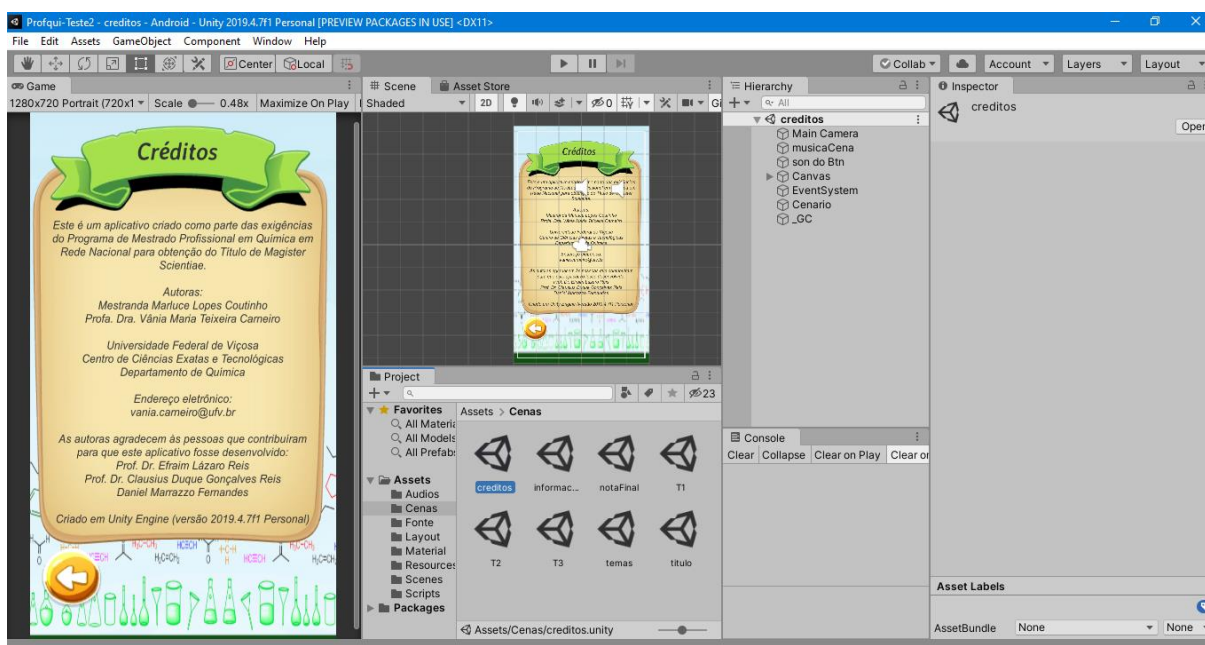 Profqui-Teste2 - creditos - Android - Unity 2019.4.7f1 Personal [PREVIEW PACKAGES IN USE] <DX11>
File Edit Assets GameObject Component Window Help
Center Local
Collab Account Layers Layout
Game
1280x720 Portrait (720x1 Scale 0.48x Maximize On Play
Créditos
Este é um aplicativo criado como parte das exigências
do Programa de Mestrado Profissional em Química em
Rede Nacional para obtenção do Título de Magister
Scientiae.
Autoras:
Mestranda Marluce Lopes Coutinho
Profa. Dra. Vânia Maria Teixeira Carneiro
Universidade Federal de Viçosa
Centro de Ciências Exatas e Tecnológicas
Departamento de Química
Endereço eletrônico:
vania.carneiro@ufv.br
As autoras agradecem às pessoas que contribuíram
para que este aplicativo fosse desenvolvido:
Prof. Dr. Efraim Lázaro Reis
Prof. Dr. Clausius Duque Gonçalves Reis
Daniel Marrazzo Fernandes
Criado em Unity Engine (versão 2019.4.7f1 Personal)
Scene Asset Store
Shaded 2D 0 Gi
Créditos
Project
23
Favorites
All Materia
All Models
All Prefab
Assets
Audios
Cenas
Fonte
Layout
Material
Resources
Scenes
Scripts
Packages
Assets > Cenas
creditos informac... notaFinal T1
T2 T3 temas titulo
Assets/Cenas/creditos.unity
Hierarchy
All
creditos
Main Camera
musicaCena
son do Btn
Canvas
EventSystem
Cenario
_GC
Console
Clear Collapse Clear on Play Clear or
Inspector
creditos
Open
Asset Labels
AssetBundle None None